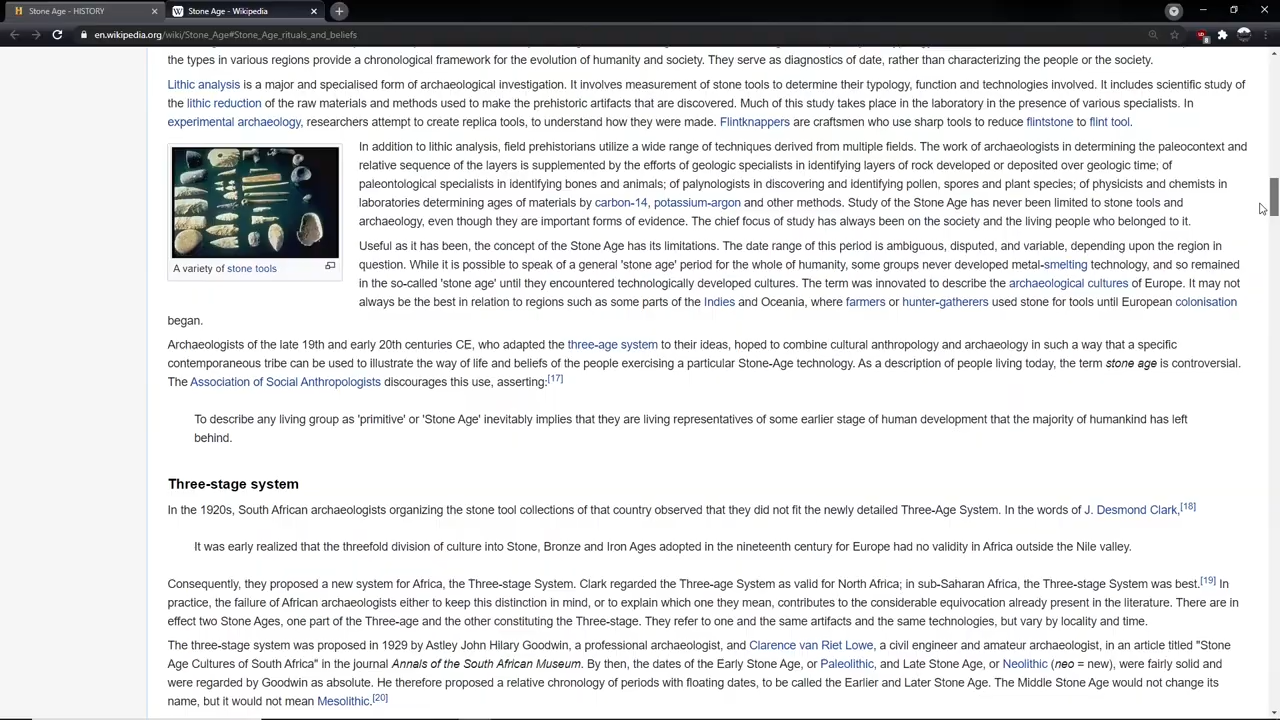 Stone Age - HISTORY
Stone Age - Wikipedia
en.wikipedia.org/wiki/Stone_Age#Stone_Age_rituals_and_beliefs
the types in various regions provide a chronological framework for the evolution of humanity and society. They serve as diagnostics of date, rather than characterizing the people or the society.
Lithic analysis is a major and specialised form of archaeological investigation. It involves measurement of stone tools to determine their typology, function and technologies involved. It includes scientific study of
the lithic reduction of the raw materials and methods used to make the prehistoric artifacts that are discovered. Much of this study takes place in the laboratory in the presence of various specialists. In
experimental archaeology, researchers attempt to create replica tools, to understand how they were made. Flintknappers are craftsmen who use sharp tools to reduce flintstone to flint tool.
In addition to lithic analysis, field prehistorians utilize a wide range of techniques derived from multiple fields. The work of archaeologists in determining the paleocontext and
relative sequence of the layers is supplemented by the efforts of geologic specialists in identifying layers of rock developed or deposited over geologic time; of
paleontological specialists in identifying bones and animals; of palynologists in discovering and identifying pollen, spores and plant species; of physicists and chemists in
laboratories determining ages of materials by carbon-14, potassium-argon and other methods. Study of the Stone Age has never been limited to stone tools and
archaeology, even though they are important forms of evidence. The chief focus of study has always been on the society and the living people who belonged to it.
A variety of stone tools
Useful as it has been, the concept of the Stone Age has its limitations. The date range of this period is ambiguous, disputed, and variable, depending upon the region in
question. While it is possible to speak of a general 'stone age' period for the whole of humanity, some groups never developed metal-smelting technology, and so remained
in the so-called 'stone age' until they encountered technologically developed cultures. The term was innovated to describe the archaeological cultures of Europe. It may not
always be the best in relation to regions such as some parts of the Indies and Oceania, where farmers or hunter-gatherers used stone for tools until European colonisation
began.
Archaeologists of the late 19th and early 20th centuries CE, who adapted the three-age system to their ideas, hoped to combine cultural anthropology and archaeology in such a way that a specific
contemporaneous tribe can be used to illustrate the way of life and beliefs of the people exercising a particular Stone-Age technology. As a description of people living today, the term stone age is controversial.
The Association of Social Anthropologists discourages this use, asserting:[17]
To describe any living group as 'primitive' or 'Stone Age' inevitably implies that they are living representatives of some earlier stage of human development that the majority of humankind has left
behind.
Three-stage system
In the 1920s, South African archaeologists organizing the stone tool collections of that country observed that they did not fit the newly detailed Three-Age System. In the words of J. Desmond Clark,[18]
It was early realized that the threefold division of culture into Stone, Bronze and Iron Ages adopted in the nineteenth century for Europe had no validity in Africa outside the Nile valley.
Consequently, they proposed a new system for Africa, the Three-stage System. Clark regarded the Three-age System as valid for North Africa; in sub-Saharan Africa, the Three-stage System was best.[19] In
practice, the failure of African archaeologists either to keep this distinction in mind, or to explain which one they mean, contributes to the considerable equivocation already present in the literature. There are in
effect two Stone Ages, one part of the Three-age and the other constituting the Three-stage. They refer to one and the same artifacts and the same technologies, but vary by locality and time.
The three-stage system was proposed in 1929 by Astley John Hilary Goodwin, a professional archaeologist, and Clarence van Riet Lowe, a civil engineer and amateur archaeologist, in an article titled "Stone
Age Cultures of South Africa" in the journal Annals of the South African Museum. By then, the dates of the Early Stone Age, or Paleolithic, and Late Stone Age, or Neolithic (neo = new), were fairly solid and
were regarded by Goodwin as absolute. He therefore proposed a relative chronology of periods with floating dates, to be called the Earlier and Later Stone Age. The Middle Stone Age would not change its
name, but it would not mean Mesolithic.[20]